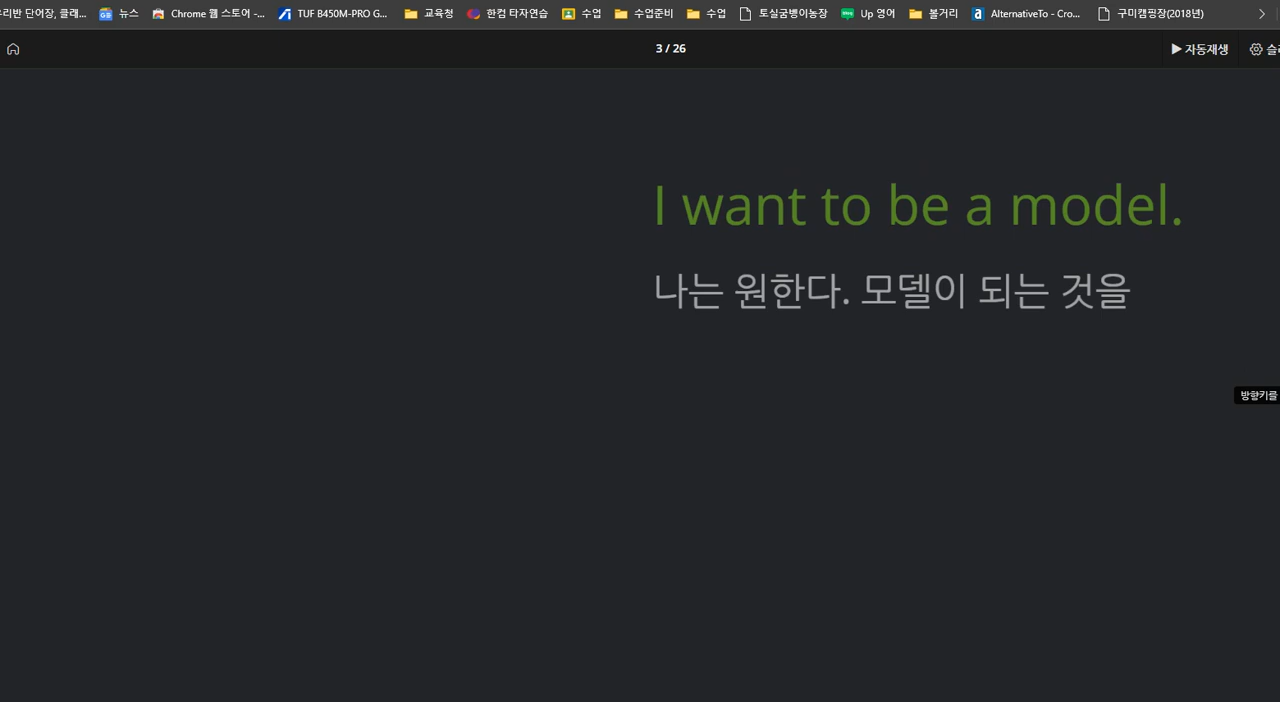 우리반 단어장, 클래... 뉴스 Chrome 웹 스토어 -... TUF B450M-PRO G... 교육청 한컴 타자연습 수업 수업준비 수업 토실굼벵이농장 Up 영어 볼거리 AlternativeTo - Cro... 구미캠핑장(2018년)
3 / 26
▶ 자동재생
I want to be a model.
나는 원한다. 모델이 되는 것을
방향키를